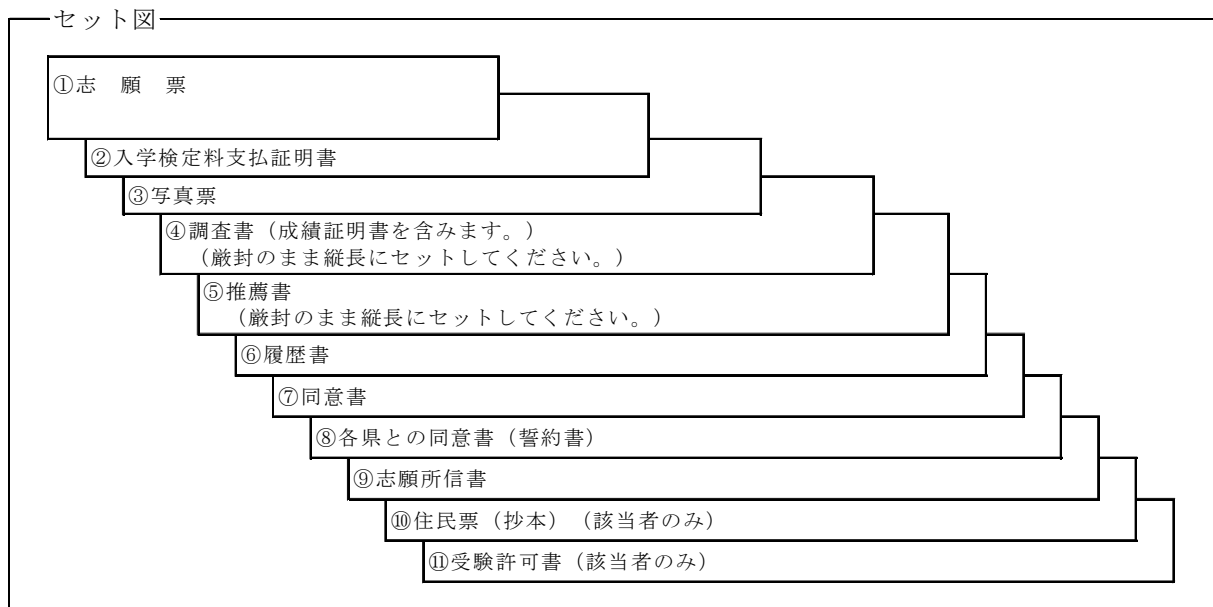 セット図
①志　願　票
②入学検定料支払証明書
③写真票
④調査書（成績証明書を含みます。）
（厳封のまま縦長にセットしてください。）
⑤推薦書
（厳封のまま縦長にセットしてください。）
⑥履歴書
⑦同意書
⑧各県との同意書（誓約書）
⑨志願所信書
⑩住民票（抄本）（該当者のみ）
⑪受験許可書（該当者のみ）